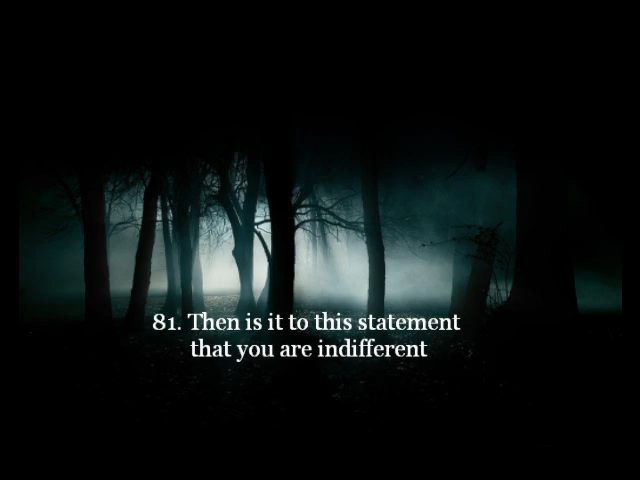 81. Then is it to this statement
that you are indifferent